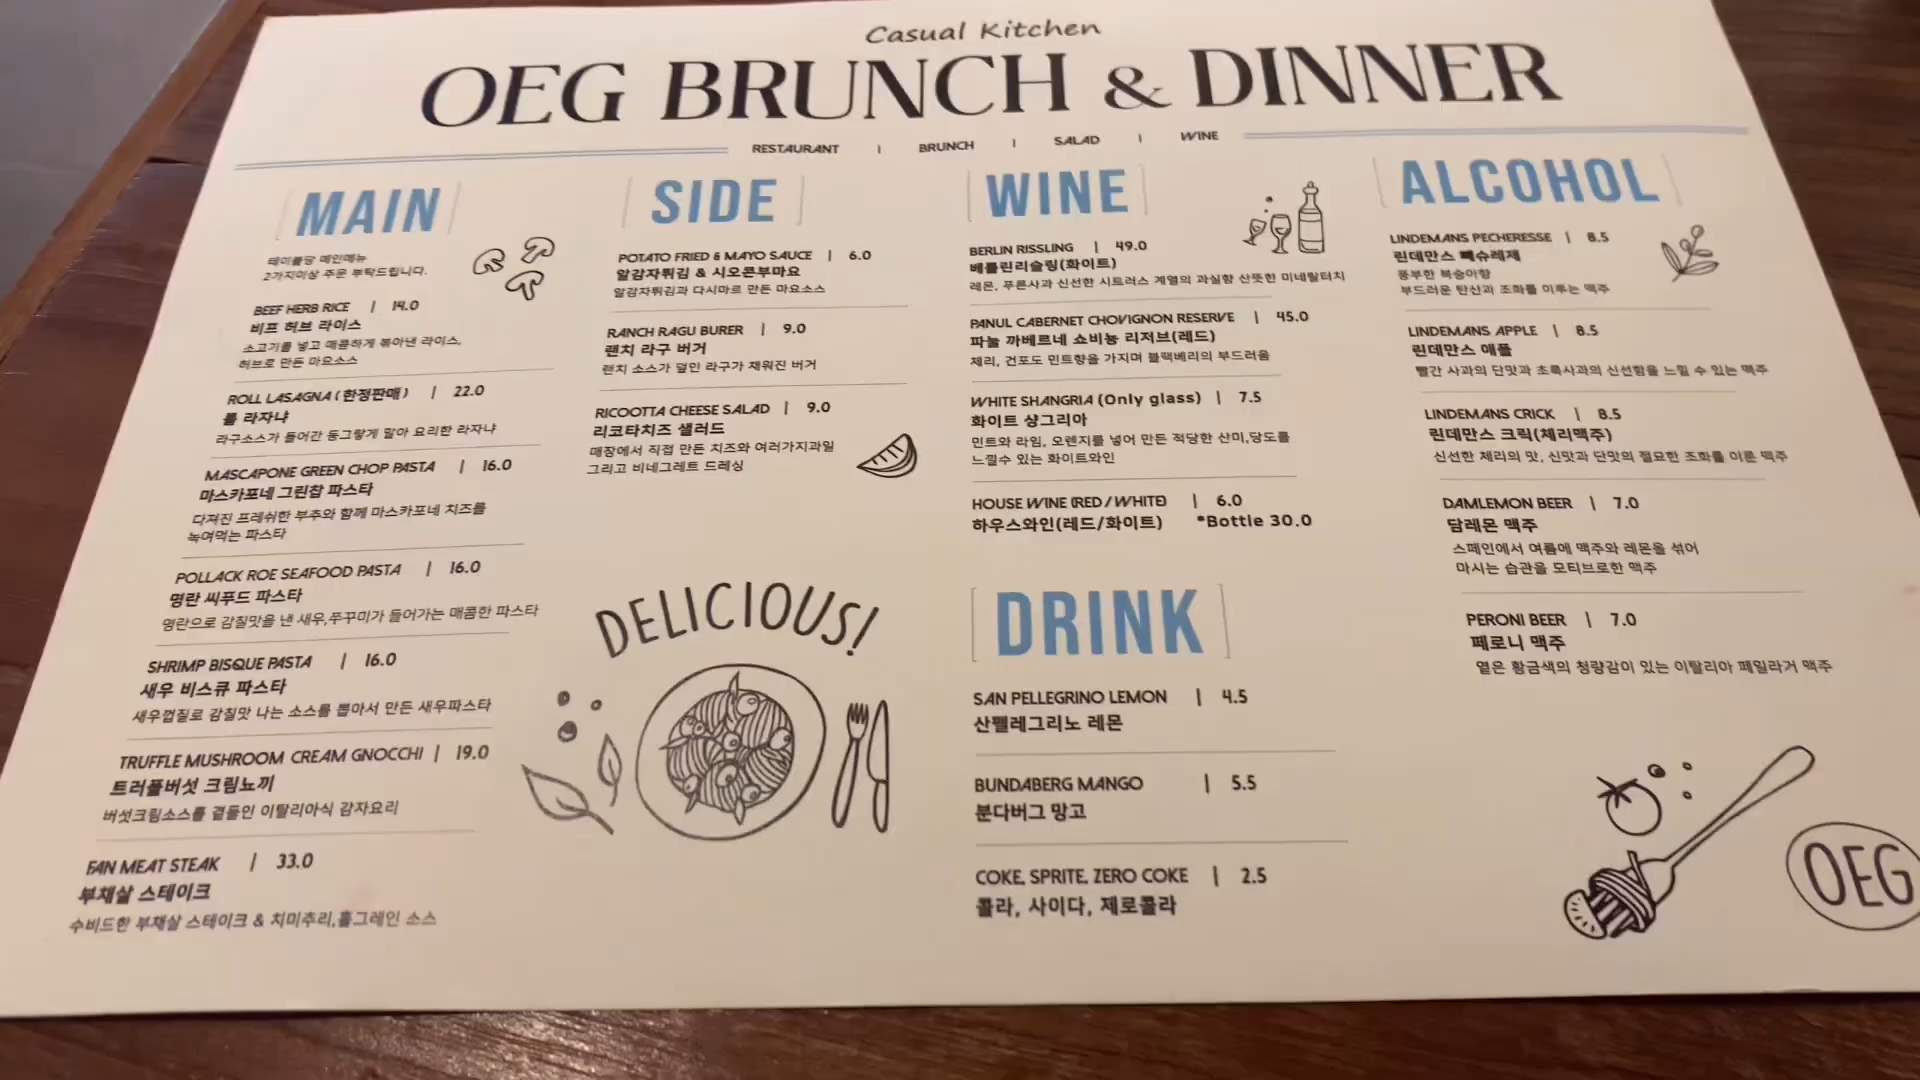 Casual Kitchen
OEG BRUNCH & DINNER
RESTAURANT | BRUNCH | SALAD | WINE
MAIN
테이블당 메인메뉴
2가지이상 주문 부탁드립니다.
BEEF HERB RICE | 14.0
비프 허브 라이스
소고기를 넣고 매콤하게 볶아낸 라이스,
허브로 만든 마요소스
ROLL LASAGNA (한정판매) | 22.0
롤 라자냐
라구소스가 들어간 둥그렇게 말아 요리한 라자냐
MASCAPONE GREEN CHOP PASTA | 16.0
마스카포네 그린찹 파스타
다져진 프레쉬한 부추와 함께 마스카포네 치즈를
녹여먹는 파스타
POLLACK ROE SEAFOOD PASTA | 16.0
명란 씨푸드 파스타
명란으로 감칠맛을 낸 새우,쭈꾸미가 들어가는 매콤한 파스타
SHRIMP BISQUE PASTA | 16.0
새우 비스큐 파스타
새우껍질로 감칠맛 나는 소스를 뽑아서 만든 새우파스타
TRUFFLE MUSHROOM CREAM GNOCCHI | 19.0
트러플버섯 크림뇨끼
버섯크림소스를 곁들인 이탈리아식 감자요리
FAN MEAT STEAK | 33.0
부채살 스테이크
수비드한 부채살 스테이크 & 치미추리,홀그레인 소스
SIDE
POTATO FRIED & MAYO SAUCE | 6.0
알감자튀김 & 시오콘부마요
알감자튀김과 다시마로 만든 마요소스
RANCH RAGU BURER | 9.0
랜치 라구 버거
랜치 소스가 덮인 라구가 채워진 버거
RICOOTTA CHEESE SALAD | 9.0
리코타치즈 샐러드
매장에서 직접 만든 치즈와 여러가지과일
그리고 비네그레트 드레싱
DELICIOUS!
WINE
BERLIN RISSLING | 49.0
베를린리슬링(화이트)
레몬, 푸른사과 신선한 시트러스 계열의 과실향 산뜻한 미네랄터치
PANUL CABERNET CHOVIGNON RESERVE | 45.0
파눌 까베르네 쇼비뇽 리저브(레드)
체리, 건포도 민트향을 가지며 블랙베리의 부드러움
WHITE SHANGRIA (Only glass) | 7.5
화이트 샹그리아
민트와 라임, 오렌지를 넣어 만든 적당한 산미,당도를
느낄수 있는 화이트와인
HOUSE WINE (RED / WHITE) | 6.0
하우스와인(레드/화이트) *Bottle 30.0
DRINK
SAN PELLEGRINO LEMON | 4.5
산펠레그리노 레몬
BUNDABERG MANGO | 5.5
분다버그 망고
COKE, SPRITE, ZERO COKE | 2.5
콜라, 사이다, 제로콜라
ALCOHOL
LINDEMANS PECHERESSE | 8.5
린데만스 빼슈레제
풍부한 복숭아향
부드러운 탄산과 조화를 이루는 맥주
LINDEMANS APPLE | 8.5
린데만스 애플
빨간 사과의 단맛과 초록사과의 신선함을 느낄 수 있는 맥주
LINDEMANS CRICK | 8.5
린데만스 크릭(체리맥주)
신선한 체리의 맛, 신맛과 단맛의 절묘한 조화를 이룬 맥주
DAMLEMON BEER | 7.0
담레몬 맥주
스페인에서 여름에 맥주와 레몬을 섞어
마시는 습관을 모티브로한 맥주
PERONI BEER | 7.0
페로니 맥주
옅은 황금색의 청량감이 있는 이탈리아 페일라거 맥주
OEG